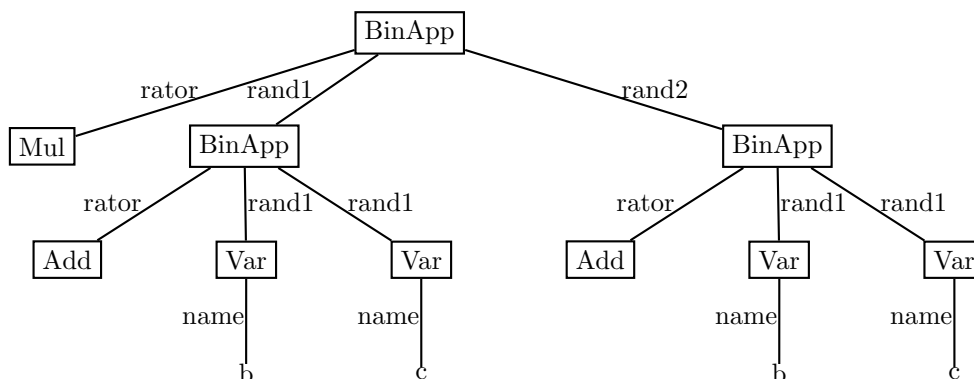 BinApp
rator rand1 rand2
Mul BinApp BinApp
rator rand1 rand1 rator rand1 rand1
Add Var Var Add Var Var
name name name name
b c b c